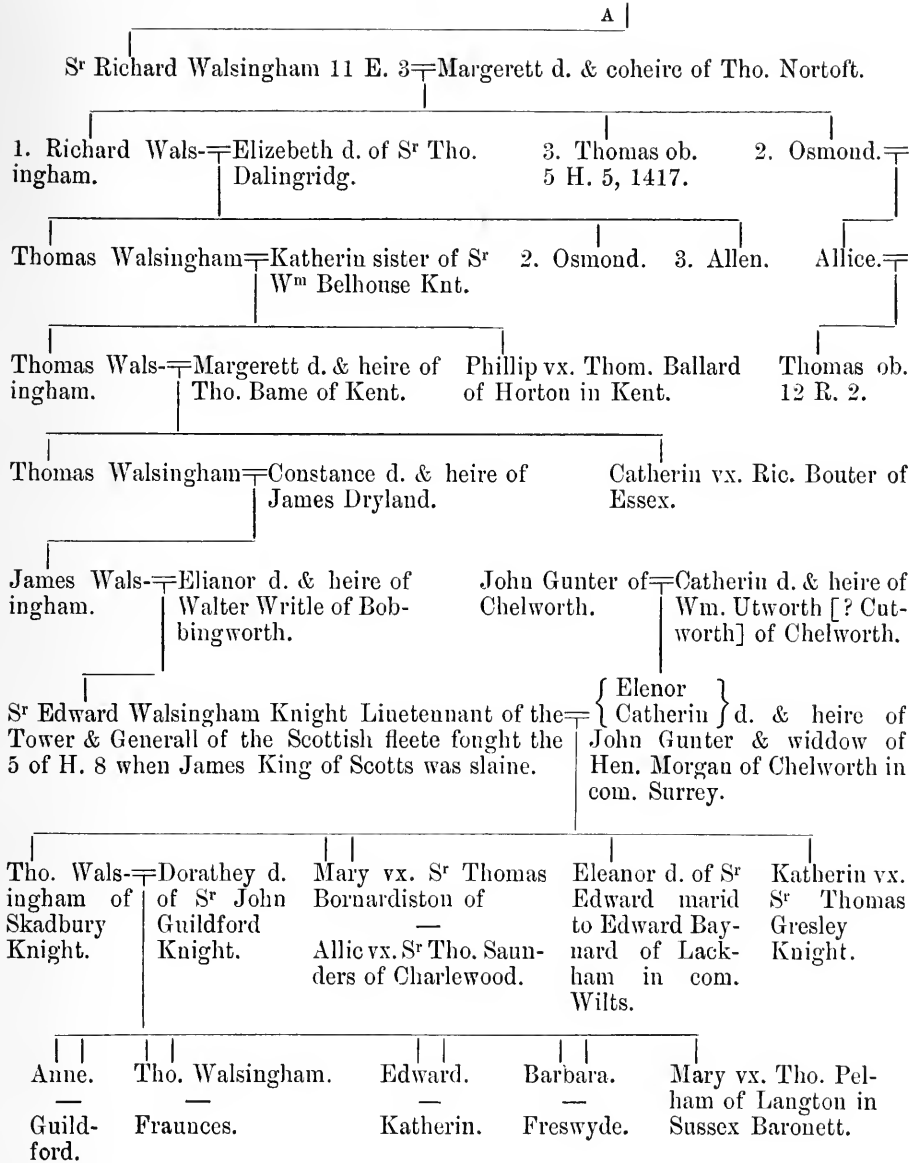 A
Sr Richard Walsingham 11 E. 3=Margerett d. & coheire of Tho. Nortoft.
1. Richard Wals-=Elizebeth d. of Sr Tho. 3. Thomas ob. 2. Osmond.=
ingham. Dalingridg. 5 H. 5, 1417.
Thomas Walsingham=Katherin sister of Sr 2. Osmond. 3. Allen. Allice.=
Wm Belhouse Knt.
Thomas Wals-=Margerett d. & heire of Phillip vx. Thom. Ballard Thomas ob.
ingham. Tho. Bame of Kent. of Horton in Kent. 12 R. 2.
Thomas Walsingham=Constance d. & heire of Catherin vx. Ric. Bouter of
James Dryland. Essex.
James Wals-=Elianor d. & heire of John Gunter of=Catherin d. & heire of
ingham. Walter Writle of Bob- Chelworth. Wm. Utworth [? Cut-
bingworth. worth] of Chelworth.
{ Elenor }
Sr Edward Walsingham Knight Liuetennant of the={ Catherin } d. & heire of
Tower & Generall of the Scottish fleete fought the John Gunter & widdow of
5 of H. 8 when James King of Scotts was slaine. Hen. Morgan of Chelworth in
com. Surrey.
Tho. Wals-=Dorathey d. Mary vx. Sr Thomas Eleanor d. of Sr Katherin vx.
ingham of of Sr John Bornardiston of Edward marid Sr Thomas
Skadbury Guildford — to Edward Bay- Gresley
Knight. Knight. Allic vx. Sr Tho. Saun- nard of Lack- Knight.
ders of Charlewood. ham in com.
Wilts.
Anne. Tho. Walsingham. Edward. Barbara. Mary vx. Tho. Pel-
— — — — ham of Langton in
Guild- Fraunces. Katherin. Freswyde. Sussex Baronett.
ford.